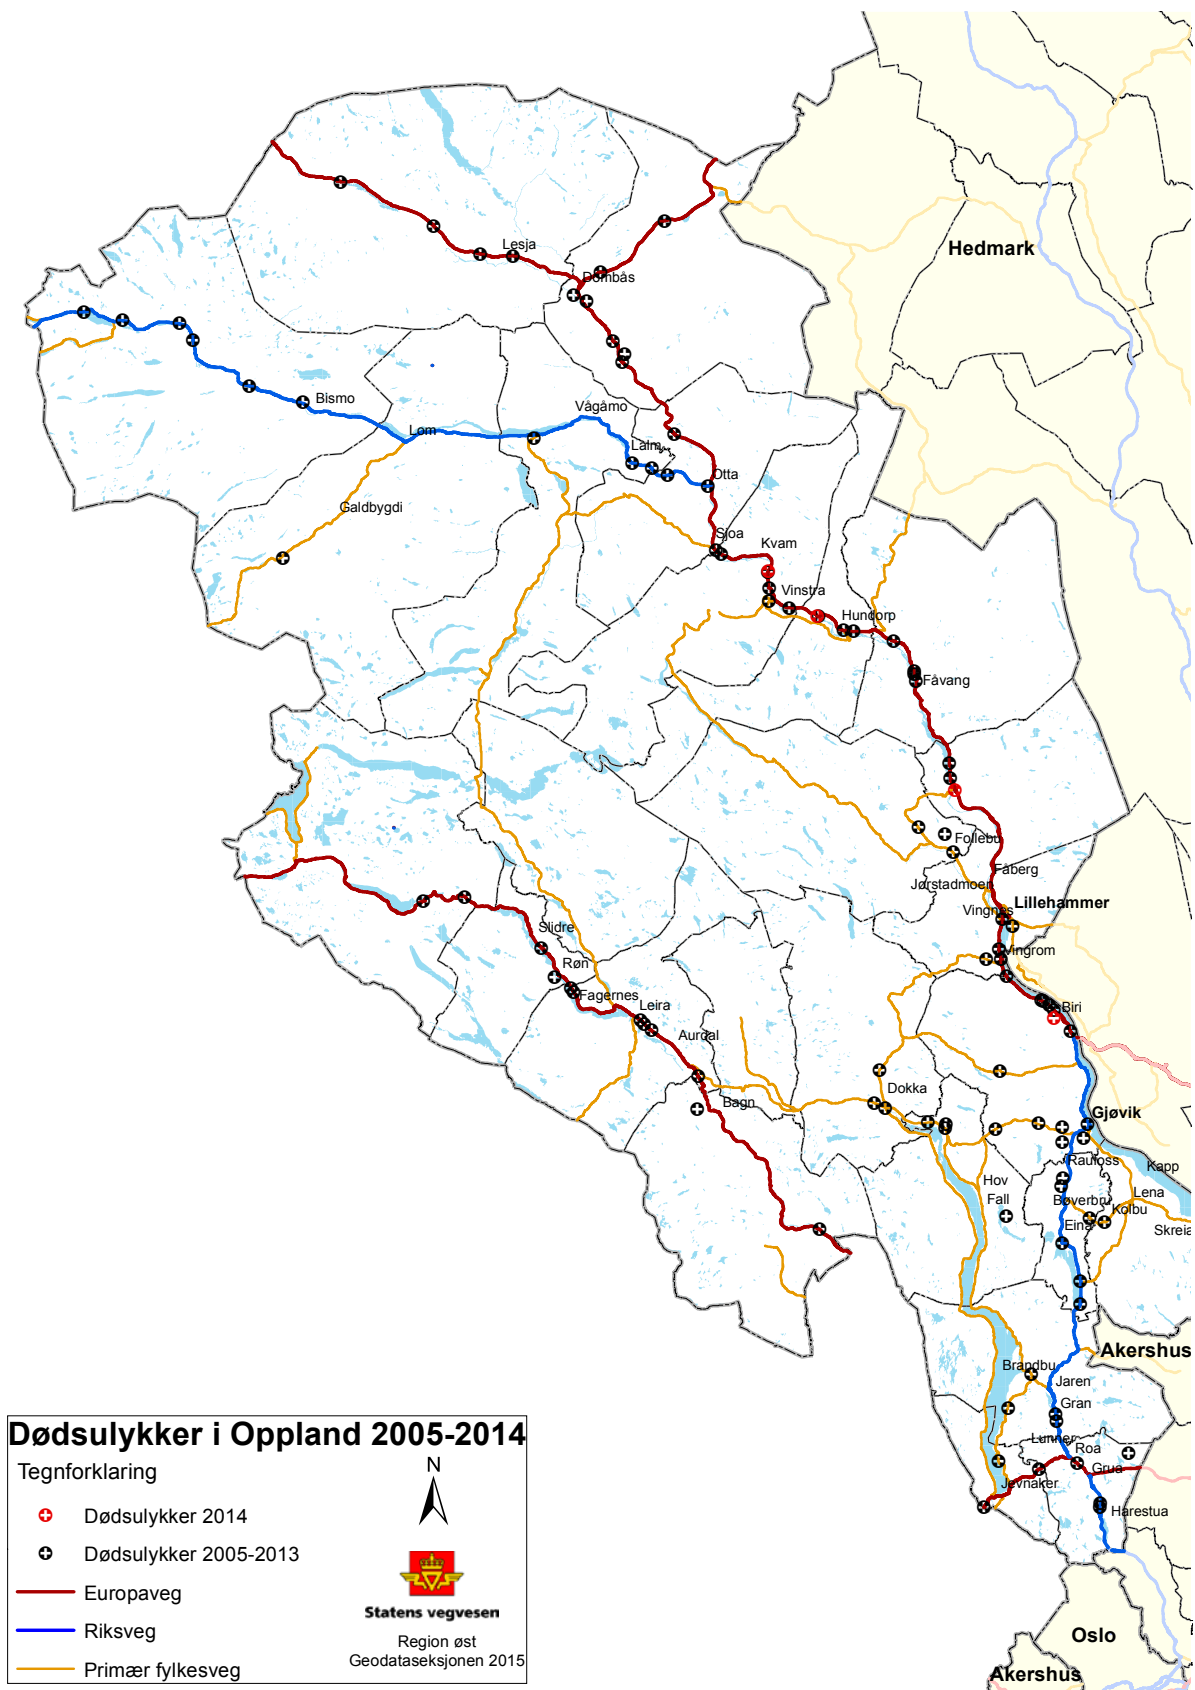 Hedmark
Lesja
Dombås
Bismo
Vågåmo
Lom
Lalm
Otta
Galdbygdi
Sjoa
Kvam
Vinstra
Hundorp
Fåvang
Follebu
Fåberg
Jørstadmoen
Lillehammer
Vingnes
Vingrom
Slidre
Røn
Fagernes
Leira
Biri
Aurdal
Bagn
Dokka
Gjøvik
Raufoss
Kapp
Hov
Lena
Fall
Bøverbru
Kolbu
Eina
Skreia
Akershus
Brandbu
Jaren
Gran
Lunner
Roa
Grua
Jevnaker
Harestua
Oslo
Akershus
Dødsulykker i Oppland 2005-2014
Tegnforklaring
N
Dødsulykker 2014
Dødsulykker 2005-2013
Europaveg
Riksveg
Primær fylkesveg
Statens vegvesen
Region øst
Geodataseksjonen 2015